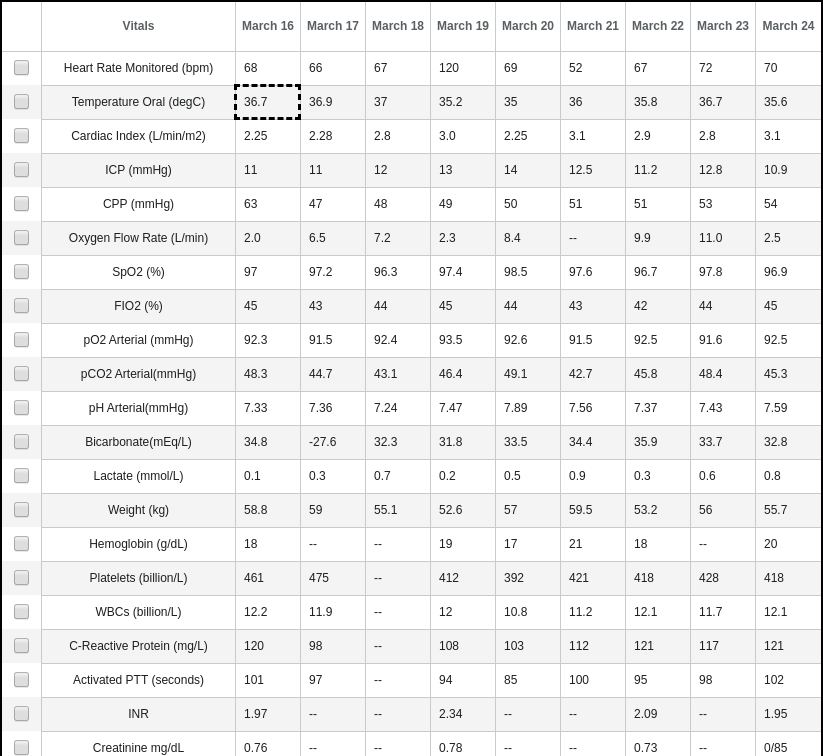 Vitals March 16 March 17 March 18 March 19 March 20 March 21 March 22 March 23 March 24
Heart Rate Monitored (bpm) 68 66 67 120 69 52 67 72 70
Temperature Oral (degC) 36.7 36.9 37 35.2 35 36 35.8 36.7 35.6
Cardiac Index (L/min/m2) 2.25 2.28 2.8 3.0 2.25 3.1 2.9 2.8 3.1
ICP (mmHg) 11 11 12 13 14 12.5 11.2 12.8 10.9
CPP (mmHg) 63 47 48 49 50 51 51 53 54
Oxygen Flow Rate (L/min) 2.0 6.5 7.2 2.3 8.4 -- 9.9 11.0 2.5
SpO2 (%) 97 97.2 96.3 97.4 98.5 97.6 96.7 97.8 96.9
FIO2 (%) 45 43 44 45 44 43 42 44 45
pO2 Arterial (mmHg) 92.3 91.5 92.4 93.5 92.6 91.5 92.5 91.6 92.5
pCO2 Arterial(mmHg) 48.3 44.7 43.1 46.4 49.1 42.7 45.8 48.4 45.3
pH Arterial(mmHg) 7.33 7.36 7.24 7.47 7.89 7.56 7.37 7.43 7.59
Bicarbonate(mEq/L) 34.8 -27.6 32.3 31.8 33.5 34.4 35.9 33.7 32.8
Lactate (mmol/L) 0.1 0.3 0.7 0.2 0.5 0.9 0.3 0.6 0.8
Weight (kg) 58.8 59 55.1 52.6 57 59.5 53.2 56 55.7
Hemoglobin (g/dL) 18 -- -- 19 17 21 18 -- 20
Platelets (billion/L) 461 475 -- 412 392 421 418 428 418
WBCs (billion/L) 12.2 11.9 -- 12 10.8 11.2 12.1 11.7 12.1
C-Reactive Protein (mg/L) 120 98 -- 108 103 112 121 117 121
Activated PTT (seconds) 101 97 -- 94 85 100 95 98 102
INR 1.97 -- -- 2.34 -- -- 2.09 -- 1.95
Creatinine mg/dL 0.76 -- -- 0.78 -- -- 0.73 -- 0/85